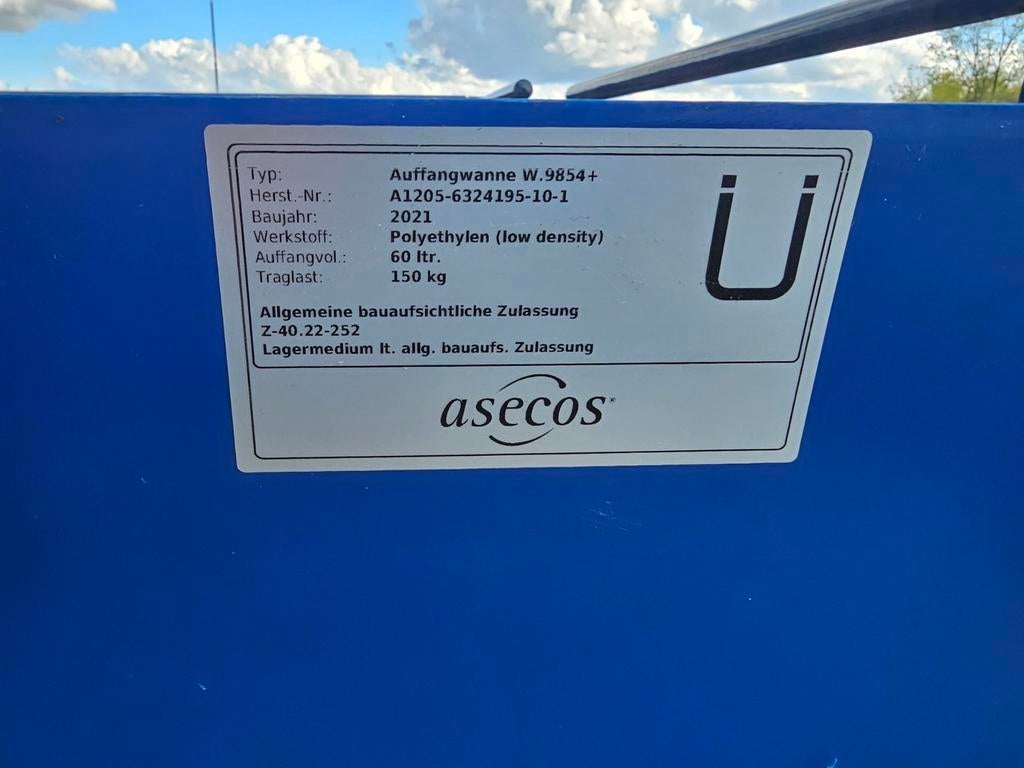 Typ: Auffangwanne W.9854+
Herst.-Nr.: A1205-6324195-10-1
Baujahr: 2021
Werkstoff: Polyethylen (low density)
Auffangvol.: 60 ltr.
Traglast: 150 kg
Ü
Allgemeine bauaufsichtliche Zulassung
Z-40.22-252
Lagermedium lt. allg. bauaufs. Zulassung
asecos